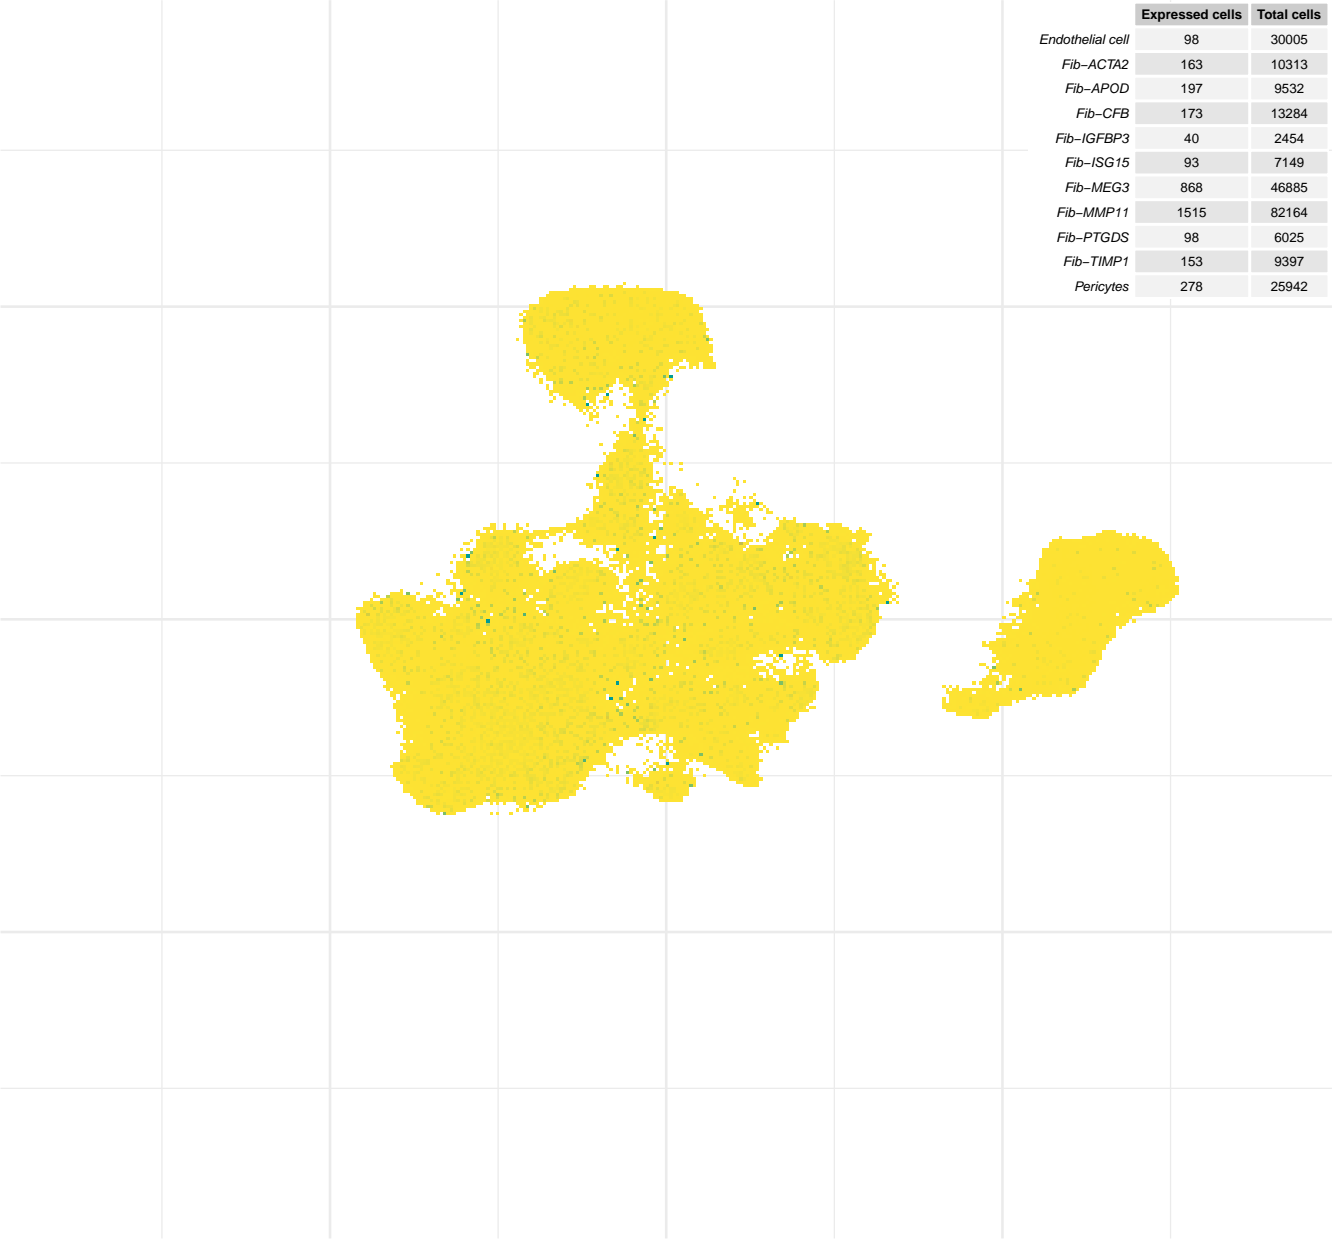 Expressed cells Total cells
Endothelial cell 98 30005
Fib−ACTA2 163 10313
Fib−APOD 197 9532
Fib−CFB 173 13284
Fib−IGFBP3 40 2454
Fib−ISG15 93 7149
Fib−MEG3 868 46885
Fib−MMP11 1515 82164
Fib−PTGDS 98 6025
Fib−TIMP1 153 9397
Pericytes 278 25942